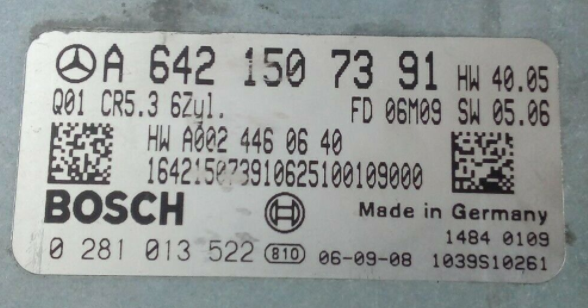 A 642 150 73 91 HW 40.05
Q01 CR5.3 6Zyl. FD 06M09 SW 05.06
HW A002 446 06 40
16421507391062510010900​0
BOSCH Made in Germany
1484 0109
0 281 013 522 810 06-09-08 1039S10261